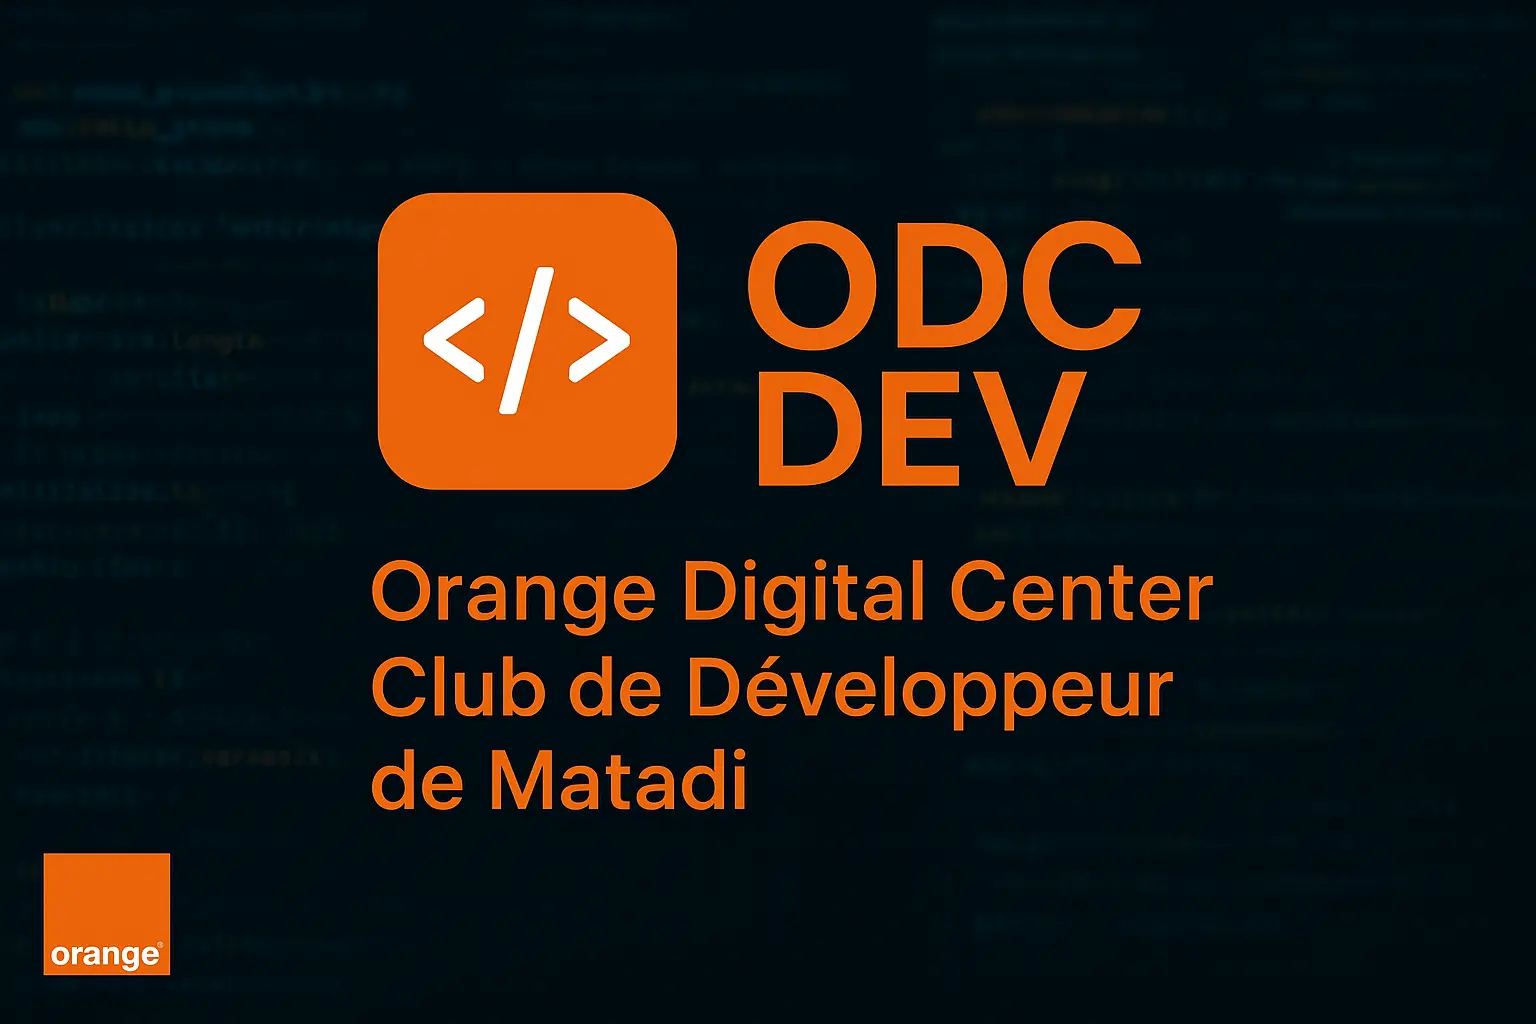 </>
ODC
DEV
Orange Digital Center
Club de Développeur
de Matadi
orange®